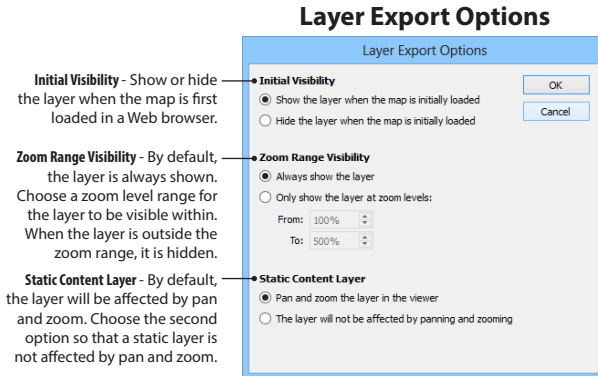 Layer Export Options
Layer Export Options
Initial Visibility - Show or hide
the layer when the map is first
loaded in a Web browser.
Initial Visibility
Show the layer when the map is initially loaded
Hide the layer when the map is initially loaded
OK
Cancel
Zoom Range Visibility - By default,
the layer is always shown.
Choose a zoom level range for
the layer to be visible within.
When the layer is outside the
zoom range, it is hidden.
Zoom Range Visibility
Always show the layer
Only show the layer at zoom levels:
From: 100%
To: 500%
Static Content Layer - By default,
the layer will be affected by pan
and zoom. Choose the second
option so that a static layer is
not affected by pan and zoom.
Static Content Layer
Pan and zoom the layer in the viewer
The layer will not be affected by panning and zooming